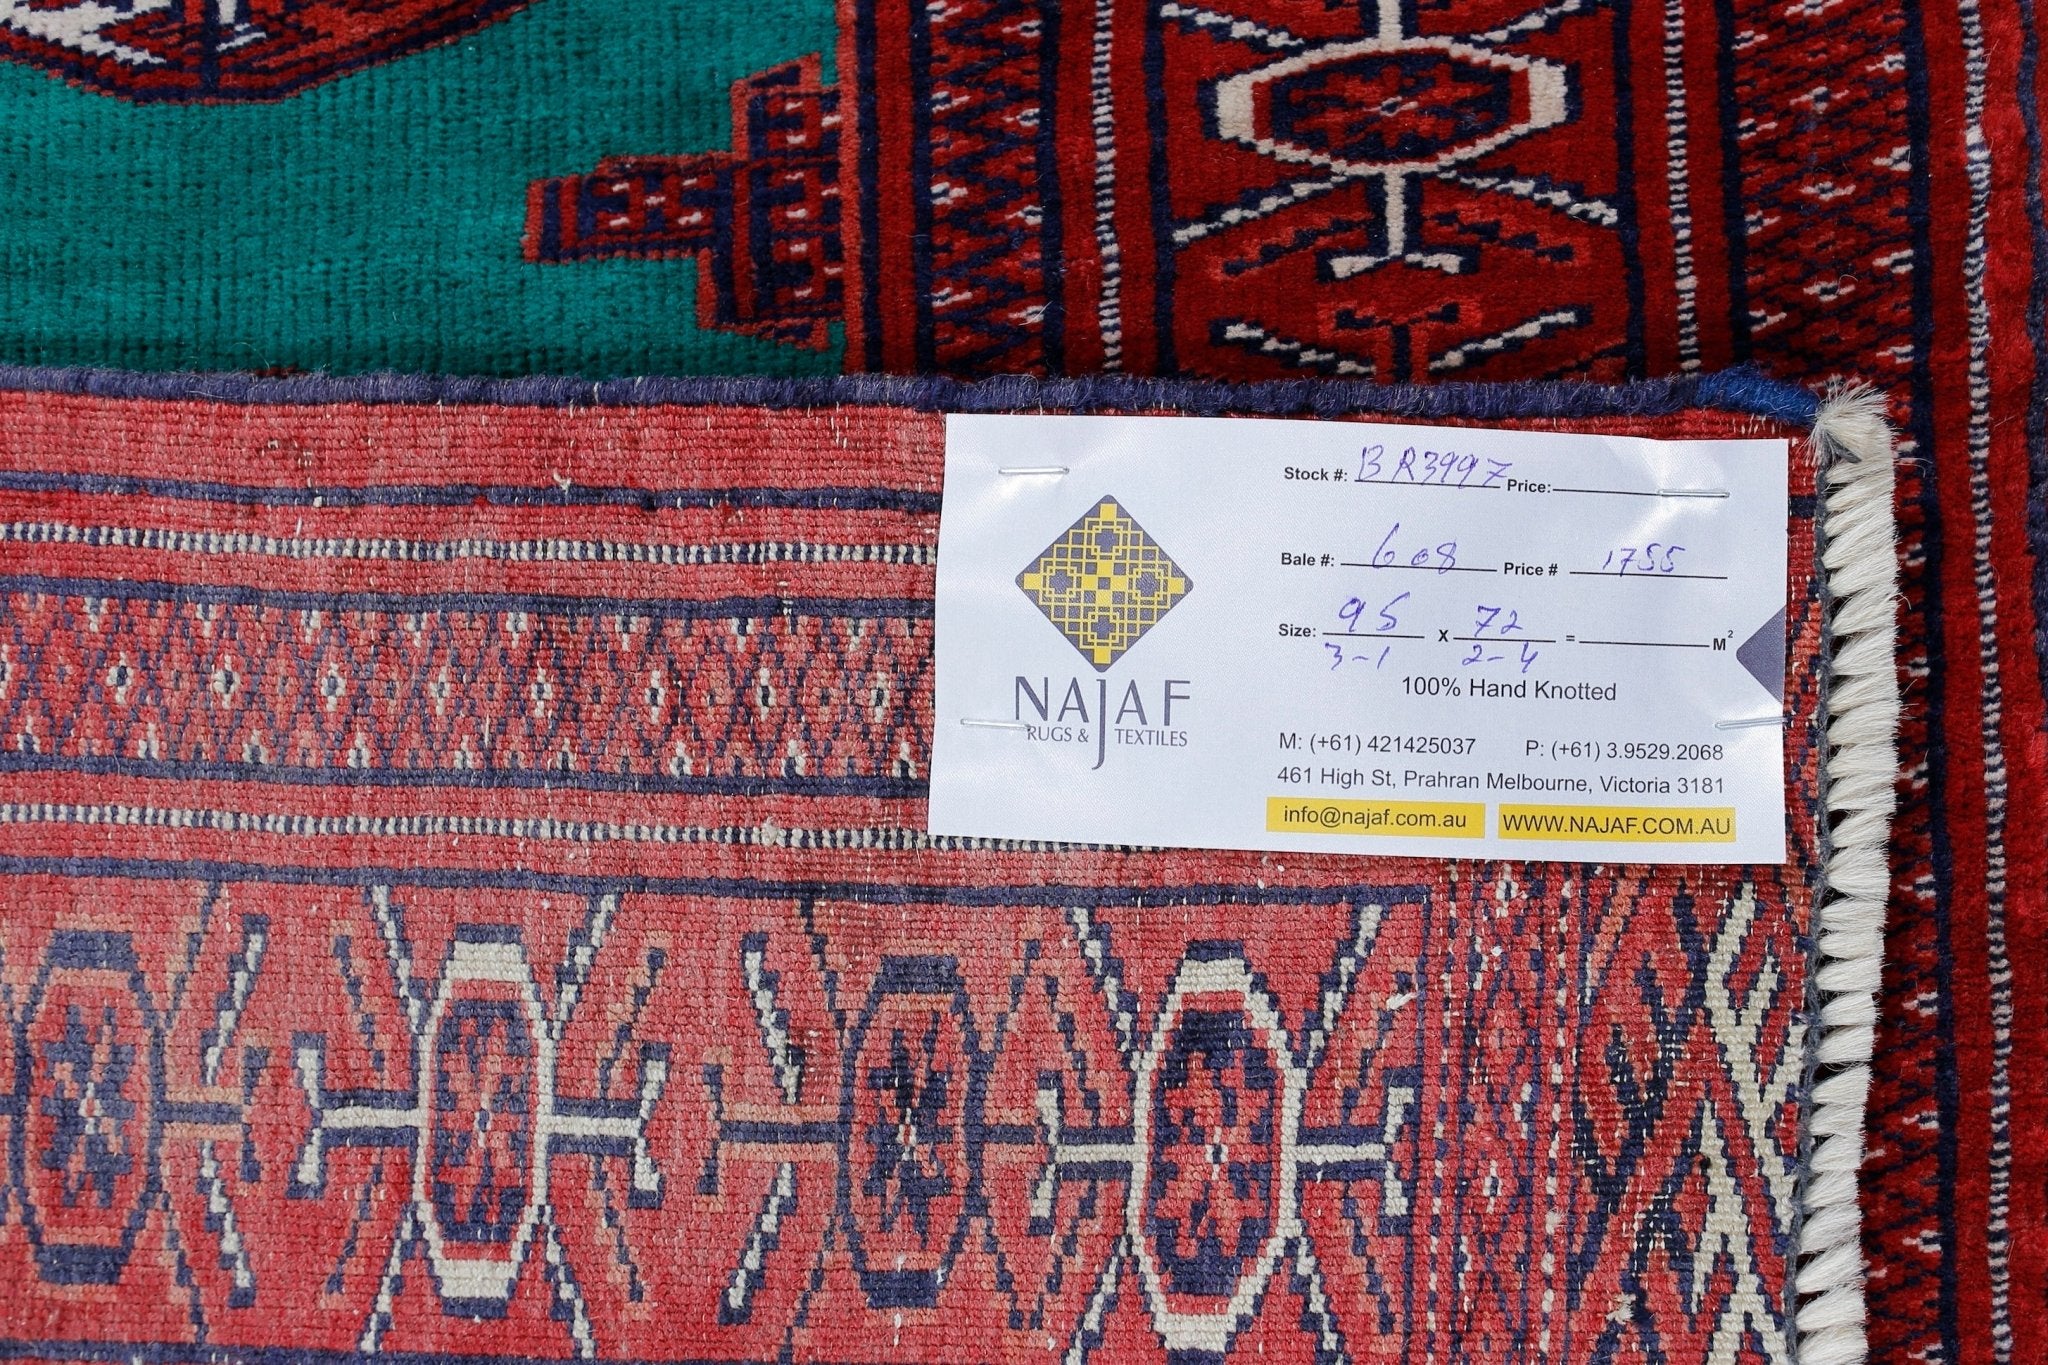 Stock #: BR3997 Price:
Bale #: 608 Price # 1755
Size: 95 x 72 = M²
3-1 2-4
100% Hand Knotted
NAJAF
RUGS & TEXTILES
M: (+61) 421425037 P: (+61) 3.9529.2068
461 High St, Prahran Melbourne, Victoria 3181
info@najaf.com.au WWW.NAJAF.COM.AU